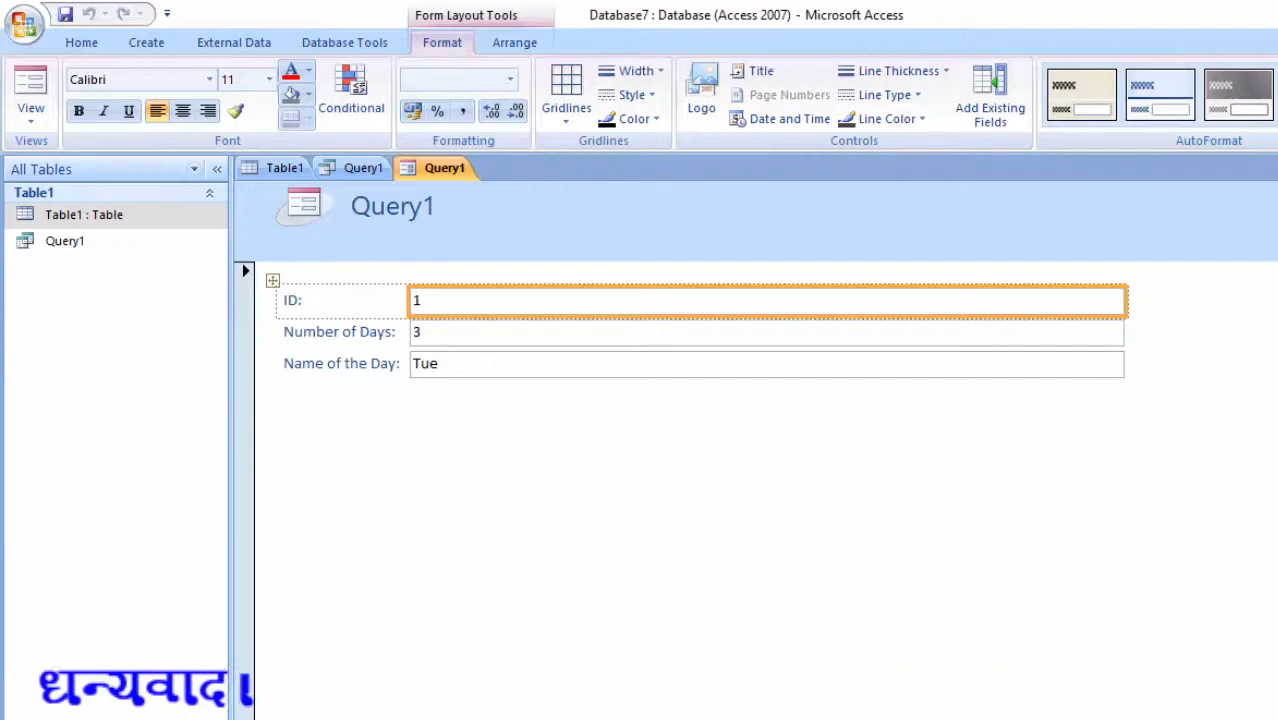 Form Layout Tools
Database7 : Database (Access 2007) - Microsoft Access
Home Create External Data Database Tools Format Arrange
View
Views
Calibri 11
B I U
Conditional
Font
% ,
Formatting
Gridlines
Width
Style
Color
Gridlines
Logo
Title
Page Numbers
Date and Time
Line Thickness
Line Type
Line Color
Add Existing
Fields
Controls
AutoFormat
All Tables
Table1
Table1 : Table
Query1
Table1 Query1 Query1
Query1
ID: 1
Number of Days: 3
Name of the Day: Tue
धन्यवाद।